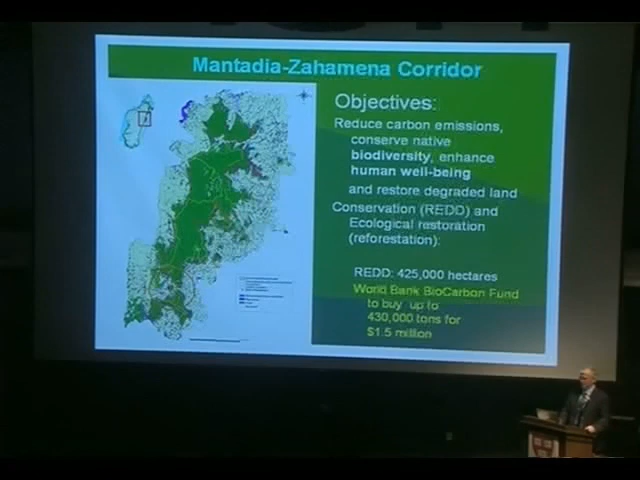 Mantadia-Zahamena Corridor
Objectives:
Reduce carbon emissions,
conserve native
biodiversity, enhance
human well-being
and restore degraded land
Conservation (REDD) and
Ecological restoration
(reforestation):
REDD: 425,000 hectares
World Bank BioCarbon Fund
to buy up to
430,000 tons for
$1.5 million